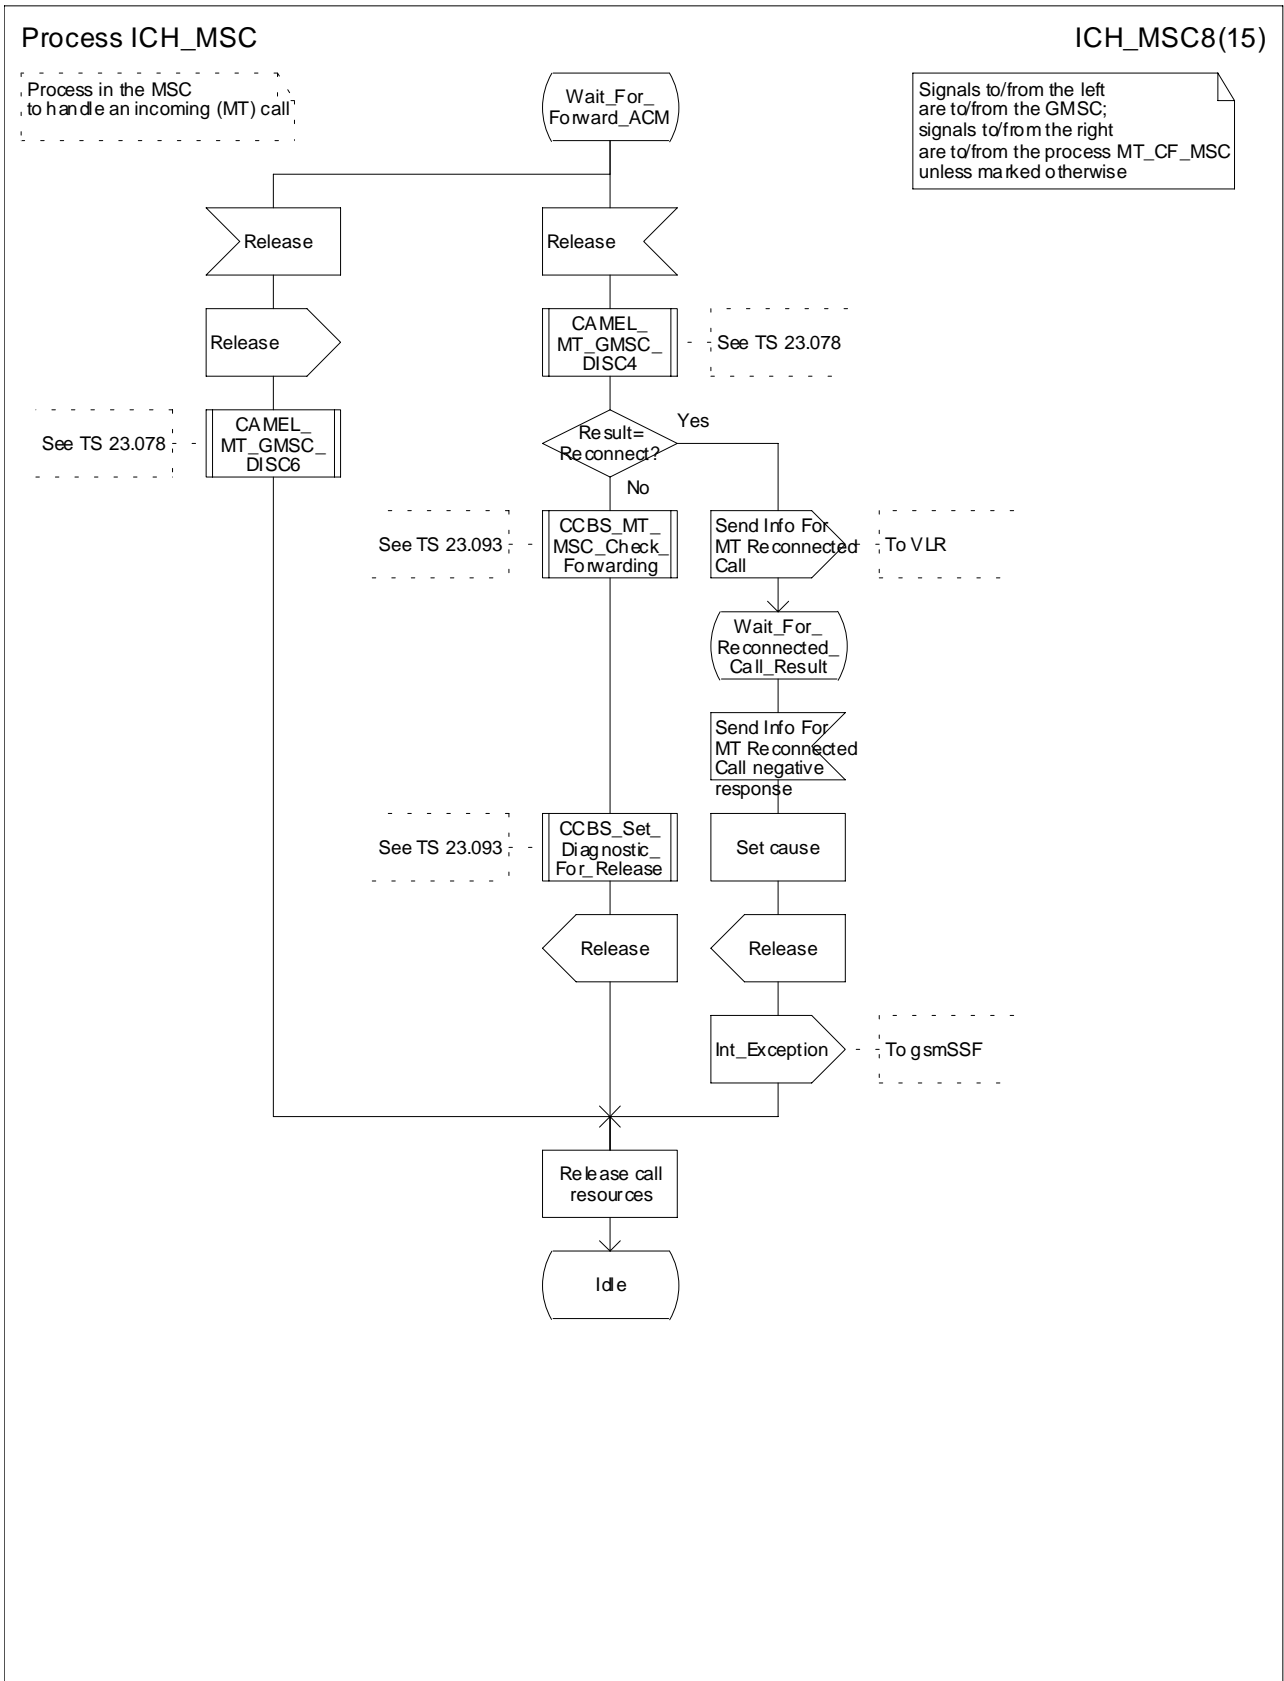 Process ICH_MSC
ICH_MSC8(15)
Process in the MSC
to handle an incoming (MT) call
Wait_For_
Forward_ACM
Signals to/from the left
are to/from the GMSC;
signals to/from the right
are to/from the process MT_CF_MSC
unless marked otherwise
Release
Release
Release
CAMEL_
MT_GMSC_
DISC4
See TS 23.078
See TS 23.078
CAMEL_
MT_GMSC_
DISC6
Result=
Reconnect?
Yes
No
See TS 23.093
CCBS_MT_
MSC_Check_
Forwarding
Send Info For
MT Reconnected
Call
To VLR
Wait_For_
Reconnected_
Call_Result
Send Info For
MT Reconnected
Call negative
response
See TS 23.093
CCBS_Set_
Diagnostic_
For_Release
Set cause
Release
Release
Int_Exception
To gsmSSF
Release call
resources
Idle